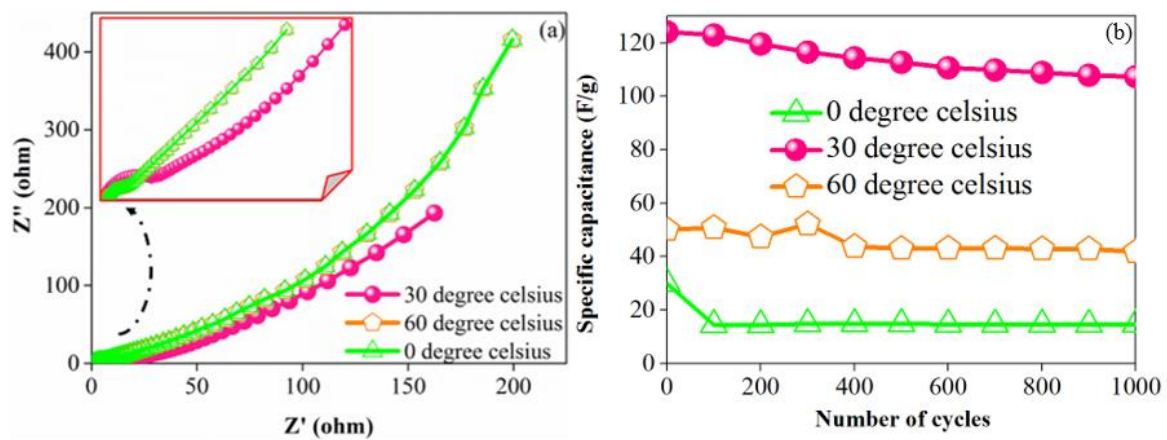 (a)
400
300
200
100
0
Z" (ohm)
30 degree celsius
60 degree celsius
0 degree celsius
0 50 100 150 200
Z' (ohm)
(b)
120
100
80
60
40
20
0
Specific capacitance (F/g)
0 degree celsius
30 degree celsius
60 degree celsius
0 200 400 600 800 1000
Number of cycles